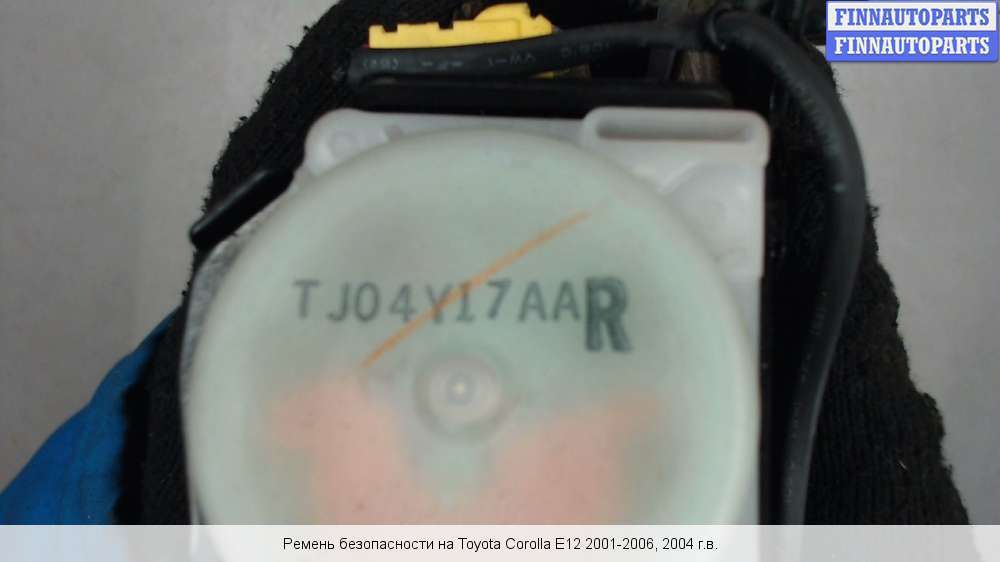 FINNAUTOPARTS
FINNAUTOPARTS
TJ04Y17AAR
Ремень безопасности на Toyota Corolla E12 2001-2006, 2004 г.в.